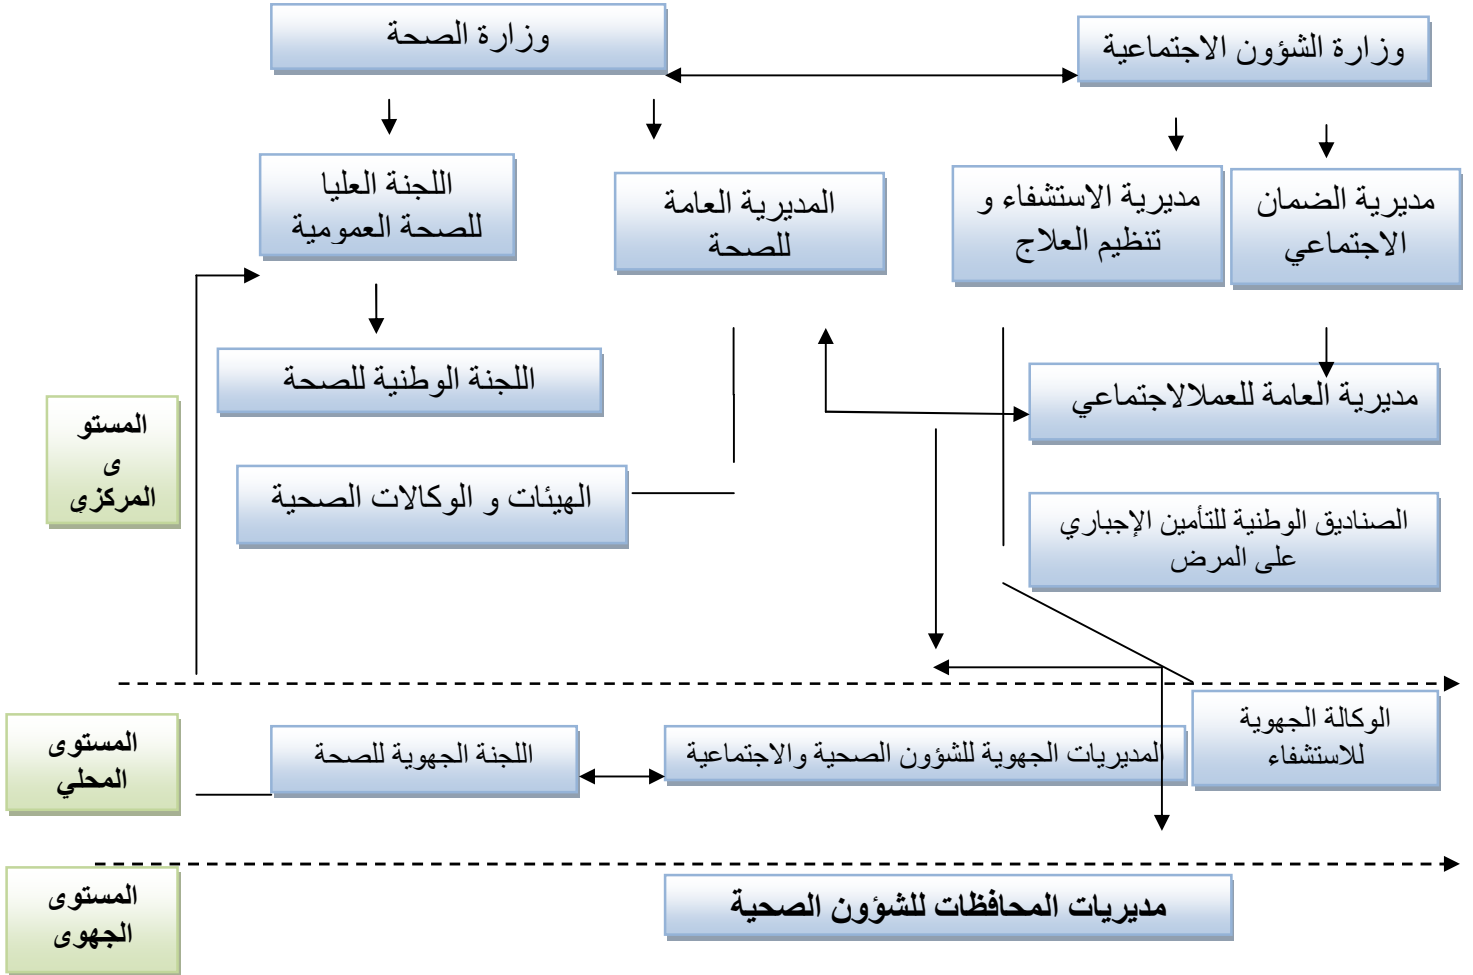 وزارة الشؤون الاجتماعية
وزارة الصحة
مديرية الضمان
الاجتماعي
مديرية الاستشفاء و
تنظيم العلاج
المديرية العامة
للصحة
اللجنة العليا
للصحة العمومية
مديرية العامة للعملالاجتماعي
اللجنة الوطنية للصحة
المستو
ى
المركزي
الصناديق الوطنية للتأمين الإجباري
على المرض
الهيئات و الوكالات الصحية
الوكالة الجهوية
للاستشفاء
المديريات الجهوية للشؤون الصحية والاجتماعية
اللجنة الجهوية للصحة
المستوى
المحلي
مديريات المحافظات للشؤون الصحية
المستوى
الجهوى